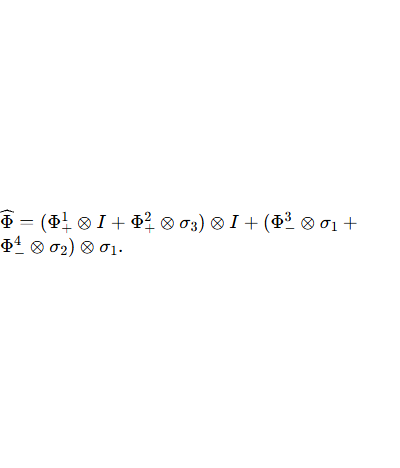 $\widehat{\Phi} = (\Phi_+^1 \otimes I + \Phi_+^2 \otimes \sigma_3) \otimes I + (\Phi_-^3 \otimes \sigma_1 +$
$\Phi_-^4 \otimes \sigma_2) \otimes \sigma_1.$